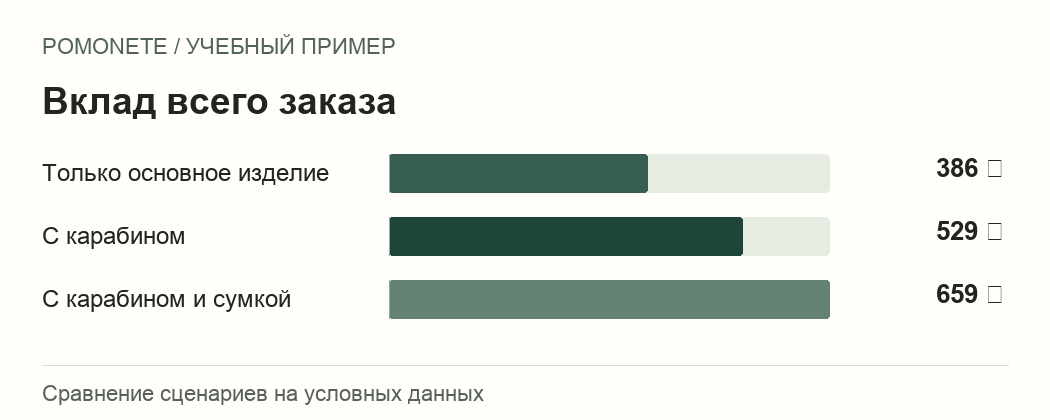 POMONETE / УЧЕБНЫЙ ПРИМЕР
Вклад всего заказа
Только основное изделие 386 □
С карабином 529 □
С карабином и сумкой 659 □
Сравнение сценариев на условных данных